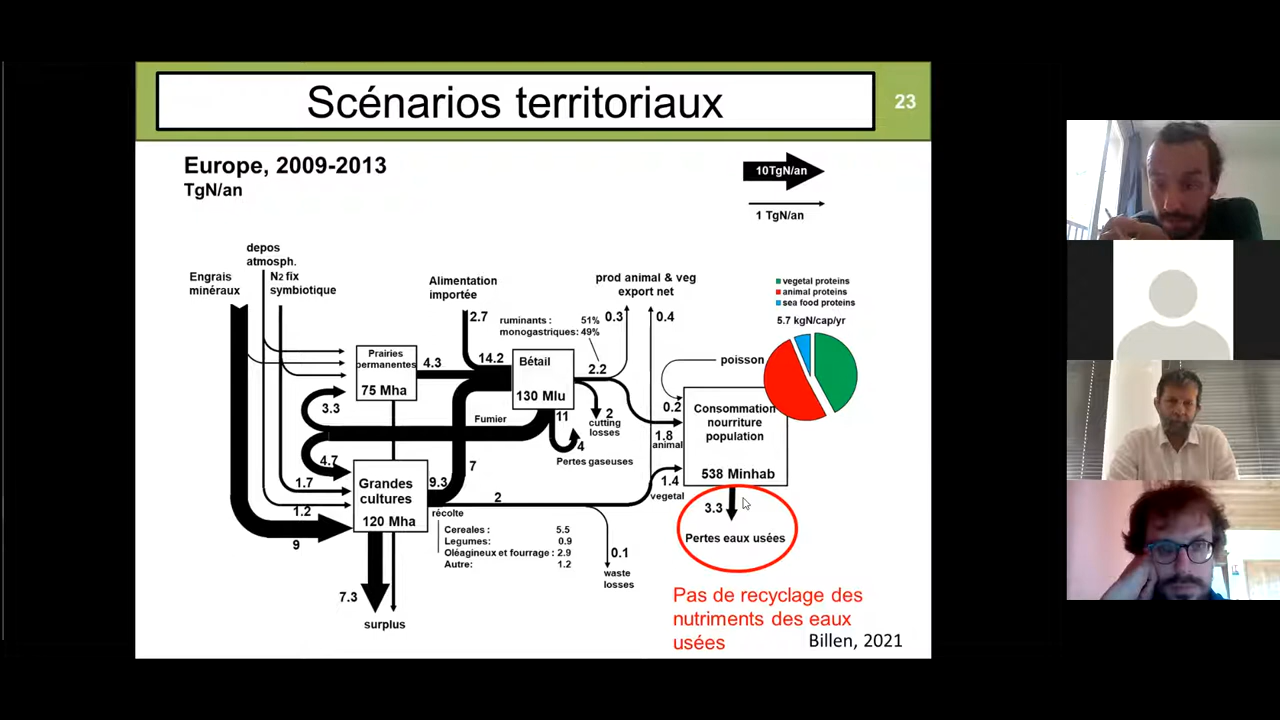 Scénarios territoriaux
23
Europe, 2009-2013
TgN/an
10TgN/an
1 TgN/an
depos
atmosph.
Engrais
minéraux
N2 fix
symbiotique
Alimentation
importée
2.7
prod animal & veg
export net
0.3
0.4
ruminants : 51%
monogastriques: 49%
vegetal proteins
animal proteins
sea food proteins
5.7 kgN/cap/yr
Prairies
permanentes
75 Mha
4.3
14.2
Bétail
130 Mlu
2.2
poisson
0.2
3.3
Fumier
11
4
Pertes gaseuses
2
cutting
losses
1.8
animal
Consommation
nourriture
population
538 Minhab
4.7
1.7
1.2
9
Grandes
cultures
120 Mha
9.3
7
récolte
2
1.4
vegetal
Cereales : 5.5
Legumes: 0.9
Oléagineux et fourrage : 2.9
Autre: 1.2
0.1
waste
losses
3.3
Pertes eaux usées
7.3
surplus
Pas de recyclage des
nutriments des eaux
usées
Billen, 2021